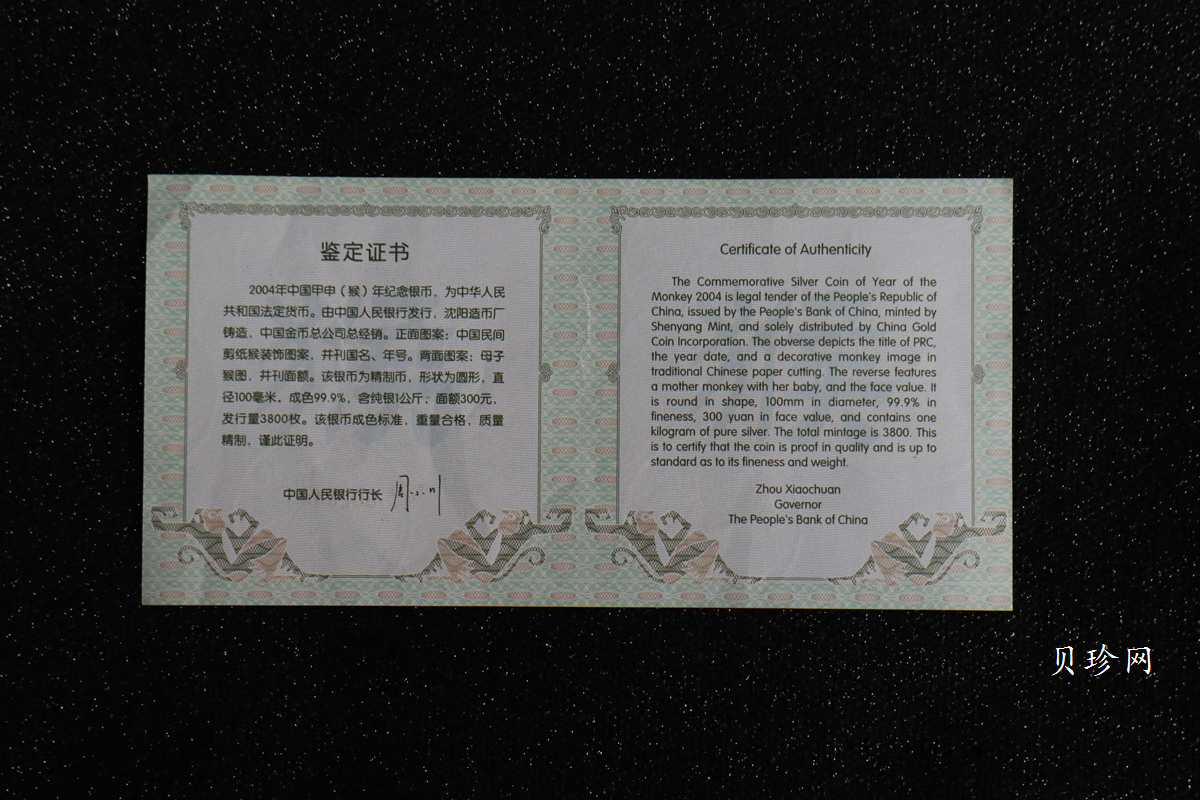 鉴定证书
2004年中国甲申（猴）年纪念银币，为中华人民
共和国法定货币。由中国人民银行发行，沈阳造币厂
铸造，中国金币总公司总经销。正面图案：中国民间
剪纸猴装饰图案，并刊国名、年号。背面图案：母子
猴图，并刊面额。该银币为精制币，形状为圆形，直
径100毫米，成色99.9%，含纯银1公斤，面额300元，
发行量3800枚。该银币成色标准，重量合格，质量
精制，谨此证明。
中国人民银行行长 周小川
Certificate of Authenticity
The Commemorative Silver Coin of Year of the
Monkey 2004 is legal tender of the People's Republic of
China, issued by the People's Bank of China, minted by
Shenyang Mint, and solely distributed by China Gold
Coin Incorporation. The obverse depicts the title of PRC,
the year date, and a decorative monkey image in
traditional Chinese paper cutting. The reverse features
a mother monkey with her baby, and the face value. It
is round in shape, 100mm in diameter, 99.9% in
fineness, 300 yuan in face value, and contains one
kilogram of pure silver. The total mintage is 3800. This
is to certify that the coin is proof in quality and is up to
standard as to its fineness and weight.
Zhou Xiaochuan
Governor
The People's Bank of China
贝珍网